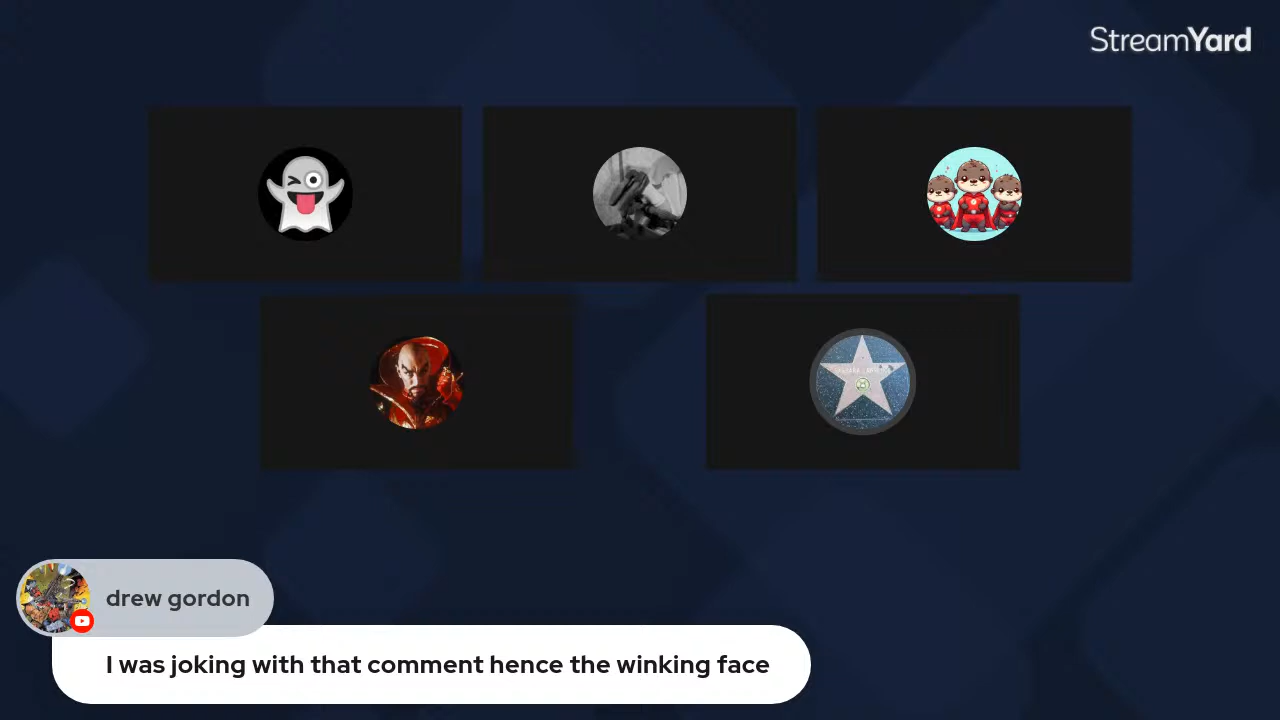 StreamYard
drew gordon
I was joking with that comment hence the winking face